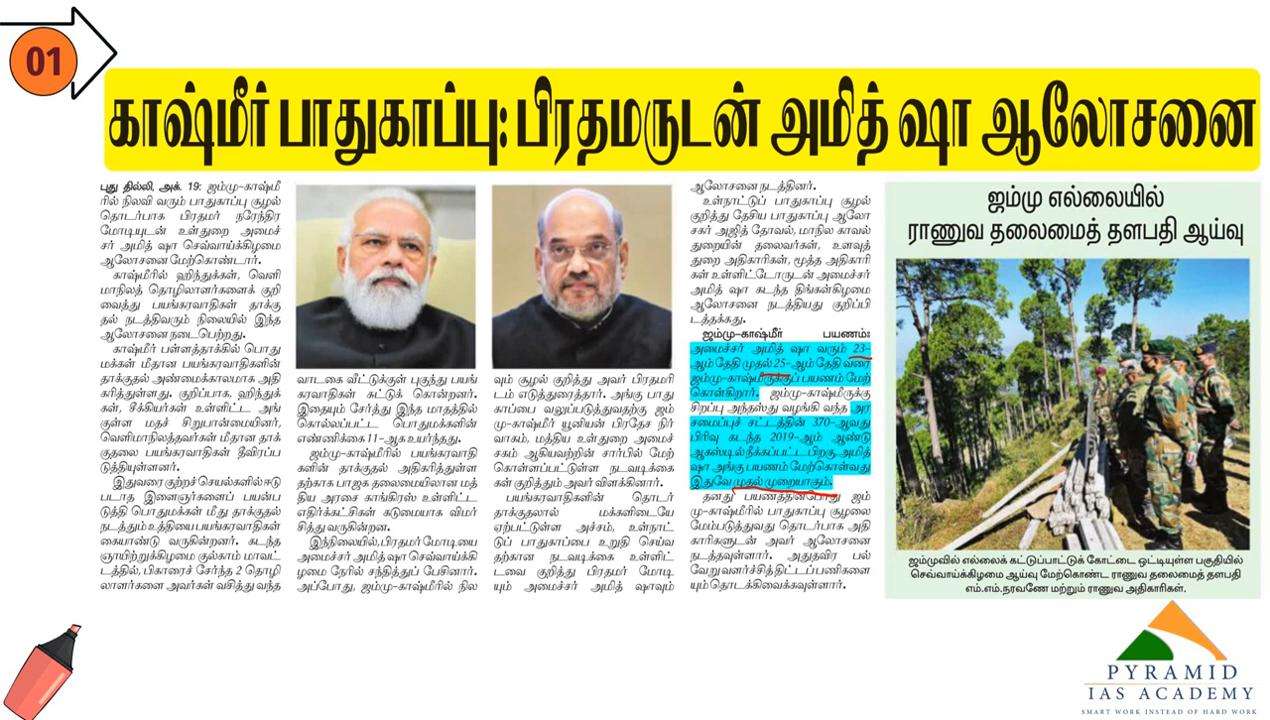 01
காஷ்மீர் பாதுகாப்பு: பிரதமருடன் அமித் ஷா ஆலோசனை
புது தில்லி, அக். 19: ஜம்மு-காஷ்மீ
ரில் நிலவி வரும் பாதுகாப்பு சூழல்
தொடர்பாக பிரதமர் நரேந்திர
மோடியுடன் உள்துறை அமைச்
சர் அமித் ஷா செவ்வாய்க்கிழமை
ஆலோசனை மேற்கொண்டார்.
காஷ்மீரில் ஹிந்துக்கள், வெளி
மாநிலத் தொழிலாளர்களைக் குறி
வைத்து பயங்கரவாதிகள் தாக்கு
தல் நடத்திவரும் நிலையில் இந்த
ஆலோசனை நடைபெற்றது.
காஷ்மீர் பள்ளத்தாக்கில் பொது
மக்கள் மீதான பயங்கரவாதிகளின்
தாக்குதல் அண்மைக்காலமாக அதி
கரித்துள்ளது. குறிப்பாக, ஹிந்துக்
கள், சீக்கியர்கள் உள்ளிட்ட அங்
குள்ள மதச் சிறுபான்மையினர்,
வெளிமாநிலத்தவர்கள் மீதான தாக்
குதலை பயங்கரவாதிகள் தீவிரப்ப
டுத்தியுள்ளனர்.
இதுவரை குற்றச் செயல்களில் ஈடு
படாத இளைஞர்களைப் பயன்ப
டுத்தி பொதுமக்கள் மீது தாக்குதல்
நடத்தும் உத்தியை பயங்கரவாதிகள்
கையாண்டு வருகின்றனர். கடந்த
ஞாயிற்றுக்கிழமை குல்காம் மாவட்
டத்தில், பிகாரைச் சேர்ந்த 2 தொழி
லாளர்களை அவர்கள் வசித்து வந்த
வாடகை வீட்டுக்குள் புகுந்து பயங்
கரவாதிகள் சுட்டுக் கொன்றனர்.
இதையும் சேர்த்து இந்த மாதத்தில்
கொல்லப்பட்ட பொதுமக்களின்
எண்ணிக்கை 11-ஆக உயர்ந்தது.
ஜம்மு-காஷ்மீரில் பயங்கரவாதி
களின் தாக்குதல் அதிகரித்துள்ள
தற்காக பாஜக தலைமையிலான மத்
திய அரசை காங்கிரஸ் உள்ளிட்ட
எதிர்க்கட்சிகள் கடுமையாக விமர்
சித்து வருகின்றன.
இந்நிலையில், பிரதமர் மோடியை
அமைச்சர் அமித் ஷா செவ்வாய்க்கி
ழமை நேரில் சந்தித்துப் பேசினார்.
அப்போது, ஜம்மு-காஷ்மீரில் நில
வும் சூழல் குறித்து அவர் பிரதமரி
டம் எடுத்துரைத்தார். அங்கு பாது
காப்பை வலுப்படுத்துவதற்கு ஜம்
மு-காஷ்மீர் யூனியன் பிரதேச நிர்
வாகம், மத்திய உள்துறை அமைச்
சகம் ஆகியவற்றின் சார்பில் மேற்
கொள்ளப்பட்டுள்ள நடவடிக்கை
கள் குறித்தும் அவர் விளக்கினார்.
பயங்கரவாதிகளின் தொடர்
தாக்குதலால் மக்களிடையே
ஏற்பட்டுள்ள அச்சம், உள்நாட்
டுப் பாதுகாப்பை உறுதி செய்வ
தற்கான நடவடிக்கை உள்ளிட்
டவை குறித்து பிரதமர் மோடி
யும் அமைச்சர் அமித் ஷாவும்
ஆலோசனை நடத்தினர்.
உள்நாட்டுப் பாதுகாப்பு சூழல்
குறித்து தேசிய பாதுகாப்பு ஆலோ
சகர் அஜித் தோவல், மாநில காவல்
துறையின் தலைவர்கள், உளவுத்
துறை அதிகாரிகள், மூத்த அதிகாரி
கள் உள்ளிட்டோருடன் அமைச்சர்
அமித் ஷா கடந்த திங்கள்கிழமை
ஆலோசனை நடத்தியது குறிப்பி
டத்தக்கது.
ஜம்மு-காஷ்மீர் பயணம்:
அமைச்சர் அமித் ஷா வரும் 23-
ஆம் தேதி முதல் 25-ஆம் தேதி வரை
ஜம்மு-காஷ்மீருக்குப் பயணம் மேற்
கொள்கிறார். ஜம்மு-காஷ்மீருக்கு
சிறப்பு அந்தஸ்து வழங்கி வந்த அர
சமைப்புச் சட்டத்தின் 370-ஆவது
பிரிவு கடந்த 2019-ஆம் ஆண்டு
ஆகஸ்டில் நீக்கப்பட்ட பிறகு, அமித்
ஷா அங்கு பயணம் மேற்கொள்வது
இதுவே முதல் முறையாகும்.
தனது பயணத்தின்போது ஜம்
மு-காஷ்மீரில் பாதுகாப்பு சூழலை
மேம்படுத்துவது தொடர்பாக அதி
காரிகளுடன் அவர் ஆலோசனை
நடத்தவுள்ளார். அதுதவிர பல்
வேறு வளர்ச்சித் திட்டப் பணிகளை
யும் தொடக்கிவைக்கவுள்ளார்.
ஜம்மு எல்லையில்
ராணுவ தலைமைத் தளபதி ஆய்வு
ஜம்முவில் எல்லைக் கட்டுப்பாட்டுக் கோட்டை ஒட்டியுள்ள பகுதியில்
செவ்வாய்க்கிழமை ஆய்வு மேற்கொண்ட ராணுவ தலைமைத் தளபதி
எம்.எம்.நரவணே மற்றும் ராணுவ அதிகாரிகள்.
PYRAMID
IAS ACADEMY
SMART WORK INSTEAD OF HARD WORK